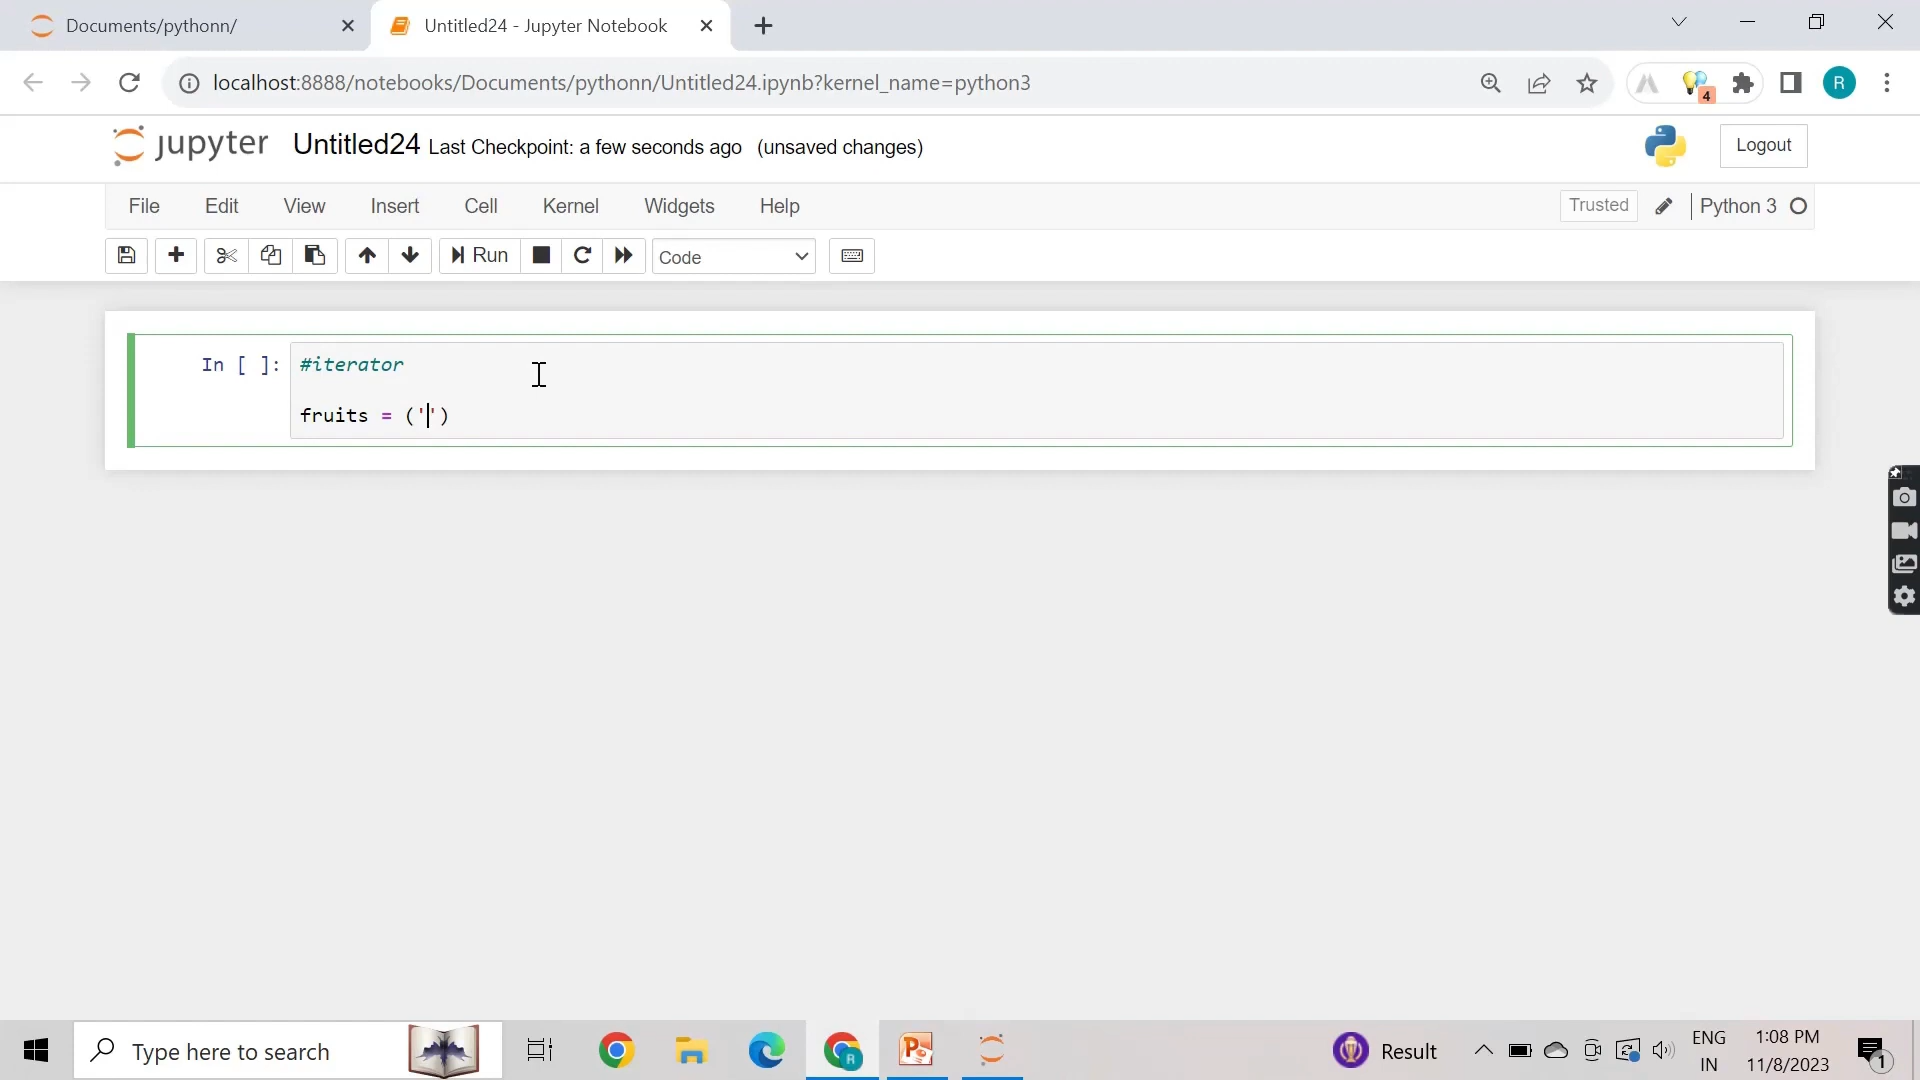 Documents/pythonn/
Untitled24 - Jupyter Notebook
localhost:8888/notebooks/Documents/pythonn/Untitled24.ipynb?kernel_name=python3
4
R
jupyter Untitled24 Last Checkpoint: a few seconds ago (unsaved changes)
Logout
File Edit View Insert Cell Kernel Widgets Help
Trusted Python 3
Run Code
In [ ]: #iterator
fruits = ('')
Type here to search
R
P
Result
ENG
IN
1:08 PM
11/8/2023
1